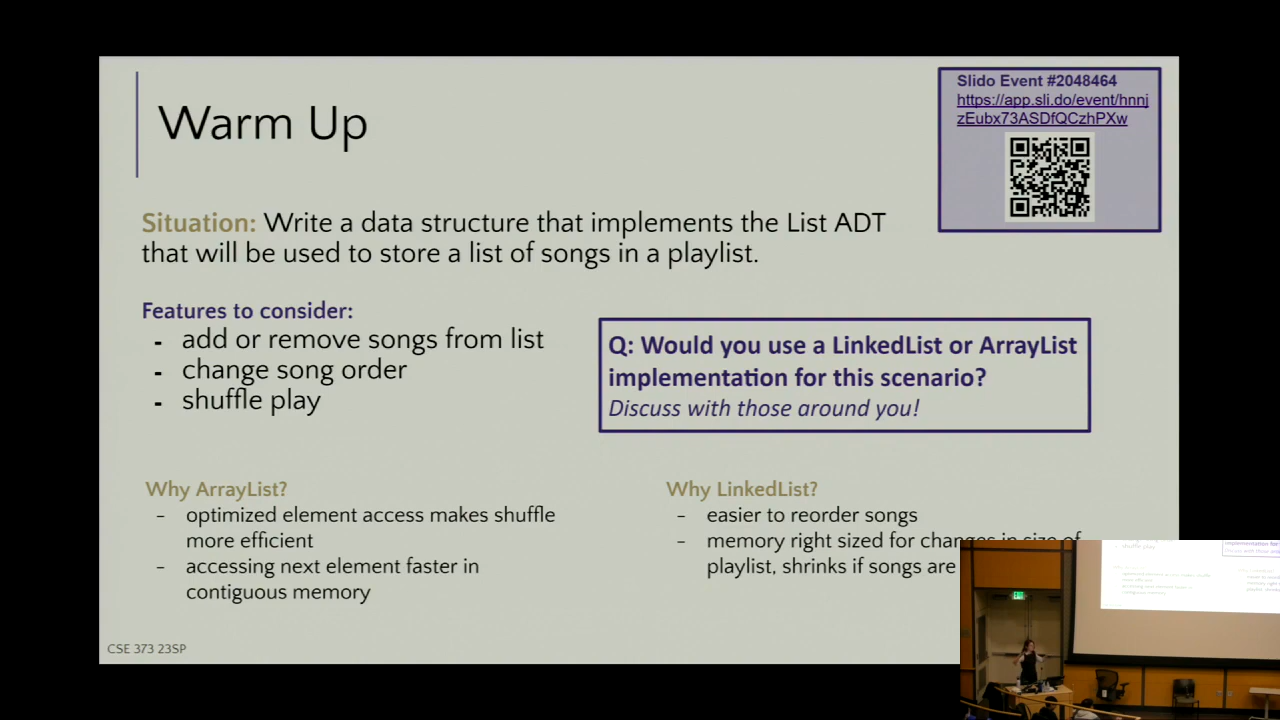 Warm Up
Slido Event #2048464
https://app.sli.do/event/hnnj
zEubx73ASDfQCzhPXw
Situation: Write a data structure that implements the List ADT
that will be used to store a list of songs in a playlist.
Features to consider:
- add or remove songs from list
- change song order
- shuffle play
Q: Would you use a LinkedList or ArrayList
implementation for this scenario?
Discuss with those around you!
Why ArrayList?
- optimized element access makes shuffle
more efficient
- accessing next element faster in
contiguous memory
Why LinkedList?
- easier to reorder songs
- memory right sized for changes in size of
playlist, shrinks if songs are
CSE 373 23SP